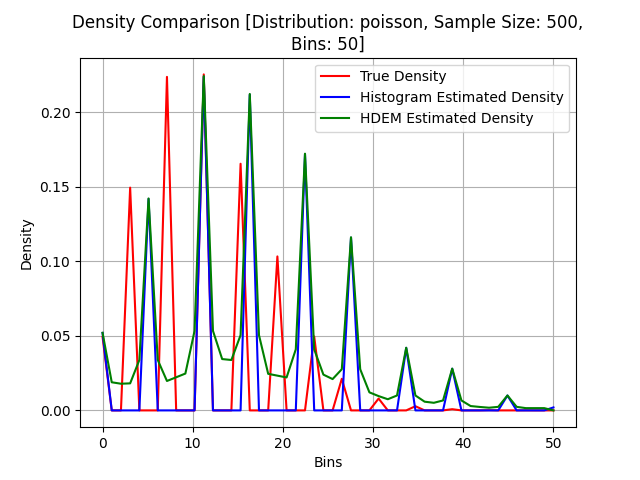 Density Comparison [Distribution: poisson, Sample Size: 500,
Bins: 50]
True Density
Histogram Estimated Density
HDEM Estimated Density
Density
0.20
0.15
0.10
0.05
0.00
0 10 20 30 40 50
Bins